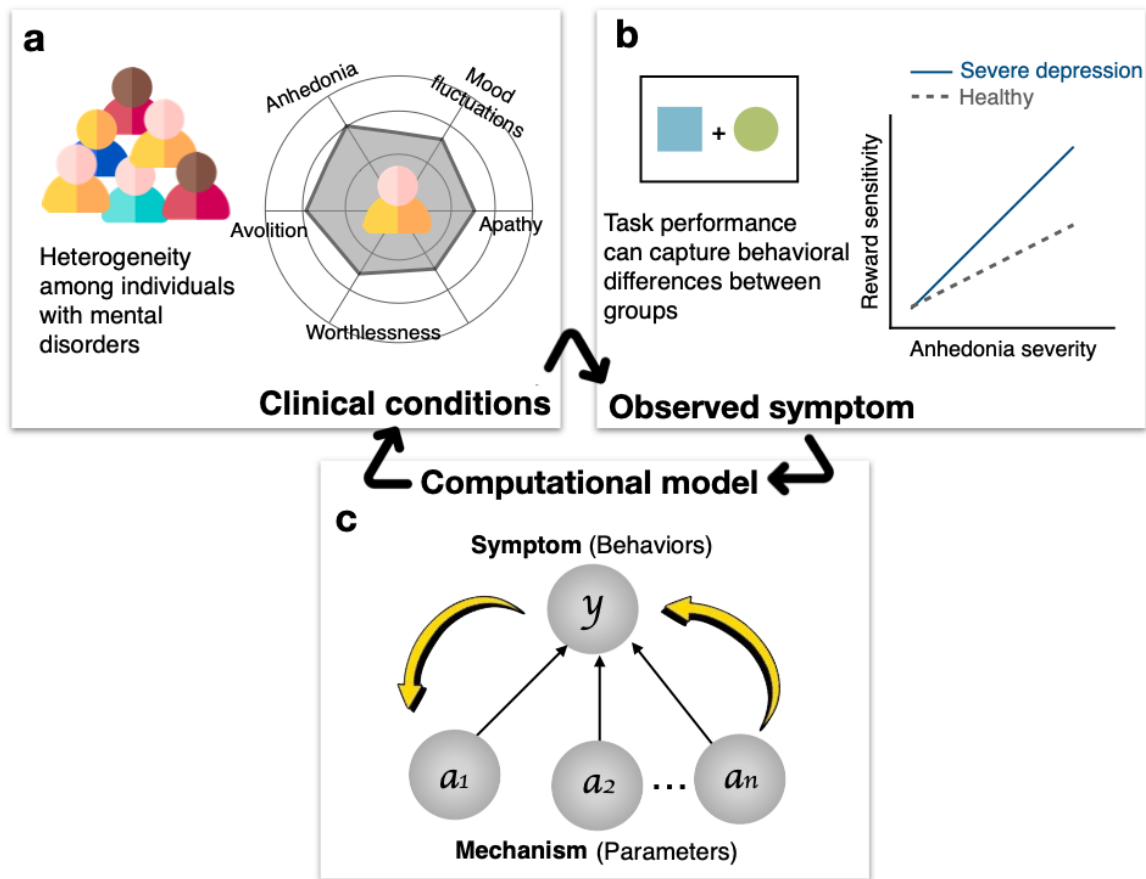 a
Anhedonia
Mood
fluctuations
Avolition
Apathy
Worthlessness
Heterogeneity
among individuals
with mental
disorders
Clinical conditions
b
+
Task performance
can capture behavioral
differences between
groups
Severe depression
Healthy
Reward sensitivity
Anhedonia severity
Observed symptom
Computational model
c
Symptom (Behaviors)
y
a1
a2
...
an
Mechanism (Parameters)